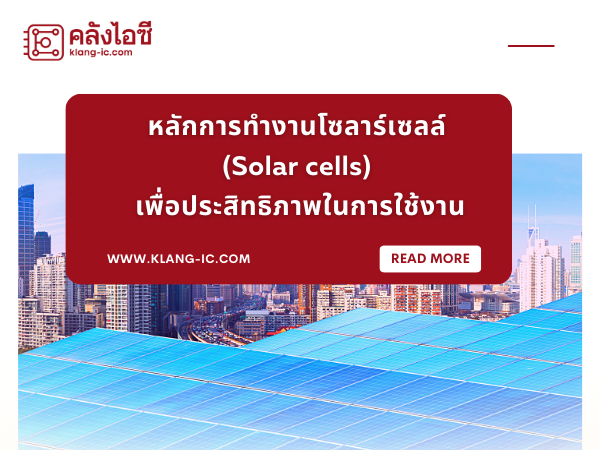 คลังไอซี
klang-ic.com
หลักการทำงานโซลาร์เซลล์
(Solar cells)
เพื่อประสิทธิภาพในการใช้งาน
WWW.KLANG-IC.COM
READ MORE